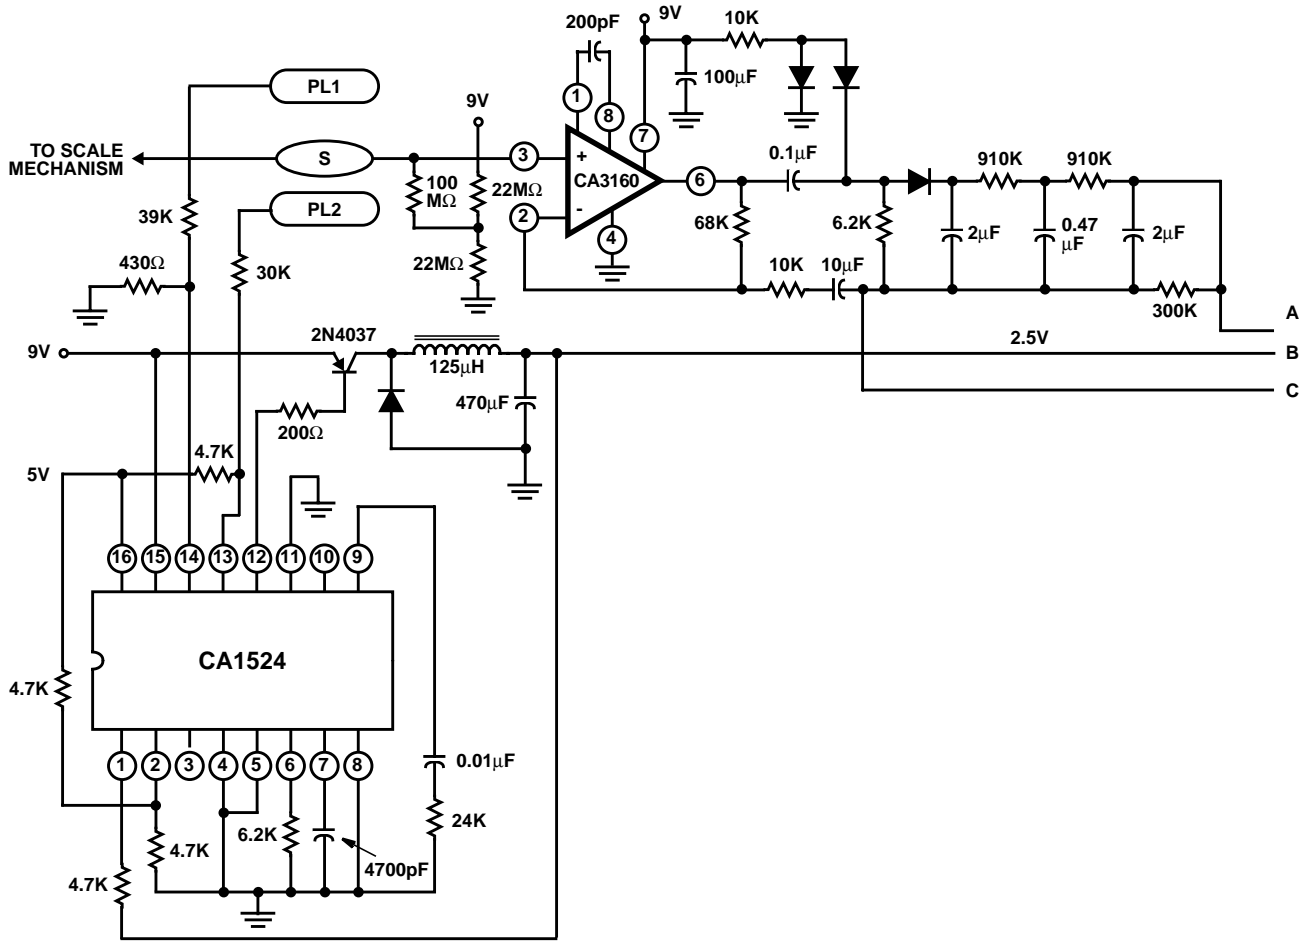 200pF
9V
10K
PL1
100μF
1
8
9V
7
TO SCALE
MECHANISM
S
3
+
CA3160
6
0.1μF
910K
910K
100
MΩ
22MΩ
2
-
PL2
39K
68K
6.2K
2μF
0.47
μF
2μF
4
430Ω
30K
22MΩ
10K
10μF
300K
A
2N4037
2.5V
9V
125μH
B
C
470μF
200Ω
4.7K
5V
16
15
14
13
12
11
10
9
CA1524
4.7K
1
2
3
4
5
6
7
8
0.01μF
24K
6.2K
4.7K
4700pF
4.7K